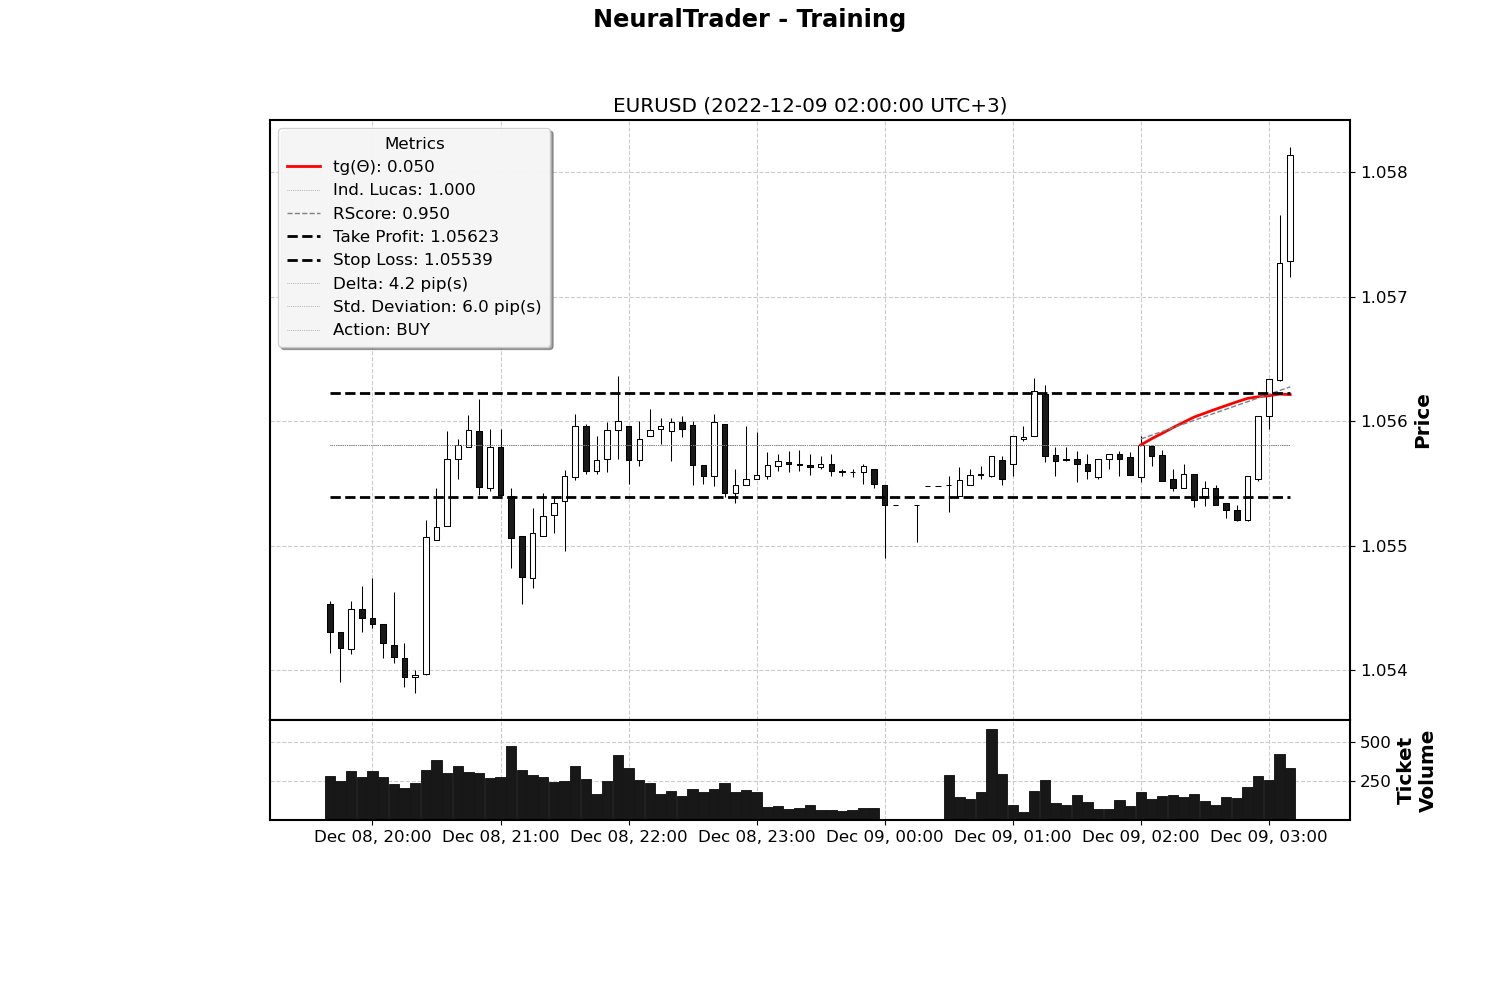 NeuralTrader - Training
EURUSD (2022-12-09 02:00:00 UTC+3)
Metrics
tg(Θ): 0.050
Ind. Lucas: 1.000
RScore: 0.950
Take Profit: 1.05623
Stop Loss: 1.05539
Delta: 4.2 pip(s)
Std. Deviation: 6.0 pip(s)
Action: BUY
1.058
1.057
1.056
1.055
1.054
Price
500
250
Ticket
Volume
Dec 08, 20:00 Dec 08, 21:00 Dec 08, 22:00 Dec 08, 23:00 Dec 09, 00:00 Dec 09, 01:00 Dec 09, 02:00 Dec 09, 03:00